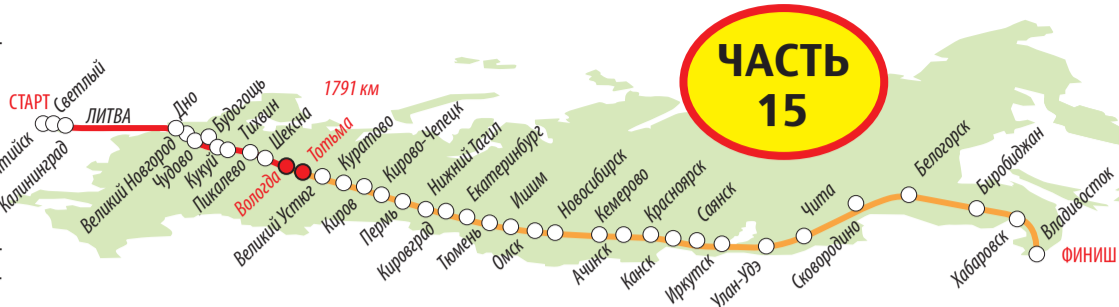 ЧАСТЬ
15
1791 км
СТАРТ
тийск
Калининград
Светлый
ЛИТВА
Дно
Великий Новгород
Чудово
Будогощь
Кукуй
Тихвин
Пикалево
Шексна
Вологда
Тотьма
Великий Устюг
Куратово
Киров
Кирово-Чепецк
Пермь
Нижний Тагил
Кировград
Екатеринбург
Тюмень
Ишим
Омск
Новосибирск
Ачинск
Кемерово
Канск
Красноярск
Иркутск
Саянск
Улан-Удэ
Чита
Сковородино
Белогорск
Биробиджан
Хабаровск
Владивосток
ФИНИШ